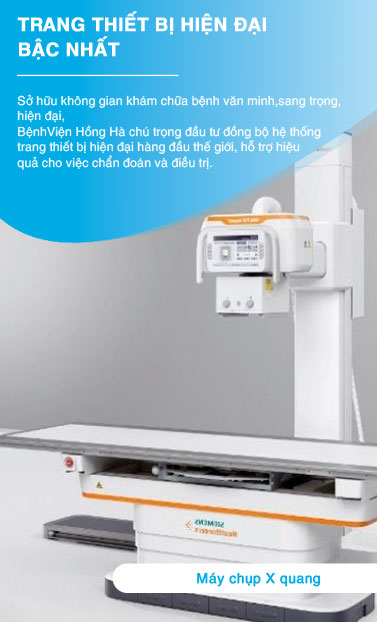 TRANG THIẾT BỊ HIỆN ĐẠI
BẬC NHẤT
Sở hữu không gian khám chữa bệnh văn minh,sang trọng,
hiện đại,
BệnhViện Hồng Hà chú trọng đầu tư đồng bộ hệ thống
trang thiết bị hiện đại hàng đầu thế giới, hỗ trợ hiệu
quả cho việc chẩn đoán và điều trị.
SIEMENS
Healthineers
Máy chụp X quang